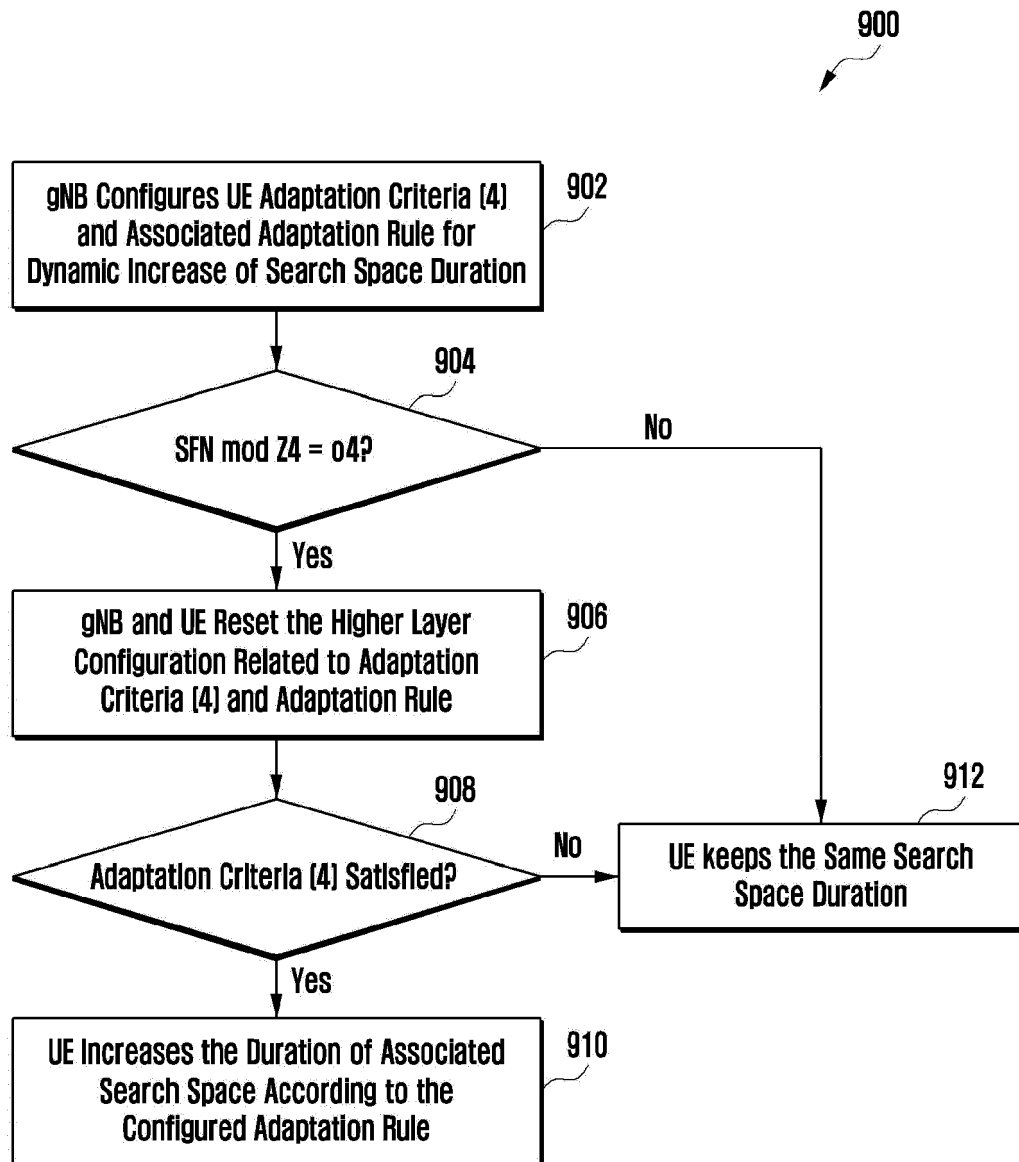 900
902
gNB Configures UE Adaptation Criteria (4)
and Associated Adaptation Rule for
Dynamic Increase of Search Space Duration
904
SFN mod Z4 = o4?
No
Yes
906
gNB and UE Reset the Higher Layer
Configuration Related to Adaptation
Criteria (4) and Adaptation Rule
908
Adaptation Criteria (4) Satisfied?
No
912
UE keeps the Same Search
Space Duration
Yes
910
UE Increases the Duration of Associated
Search Space According to the
Configured Adaptation Rule